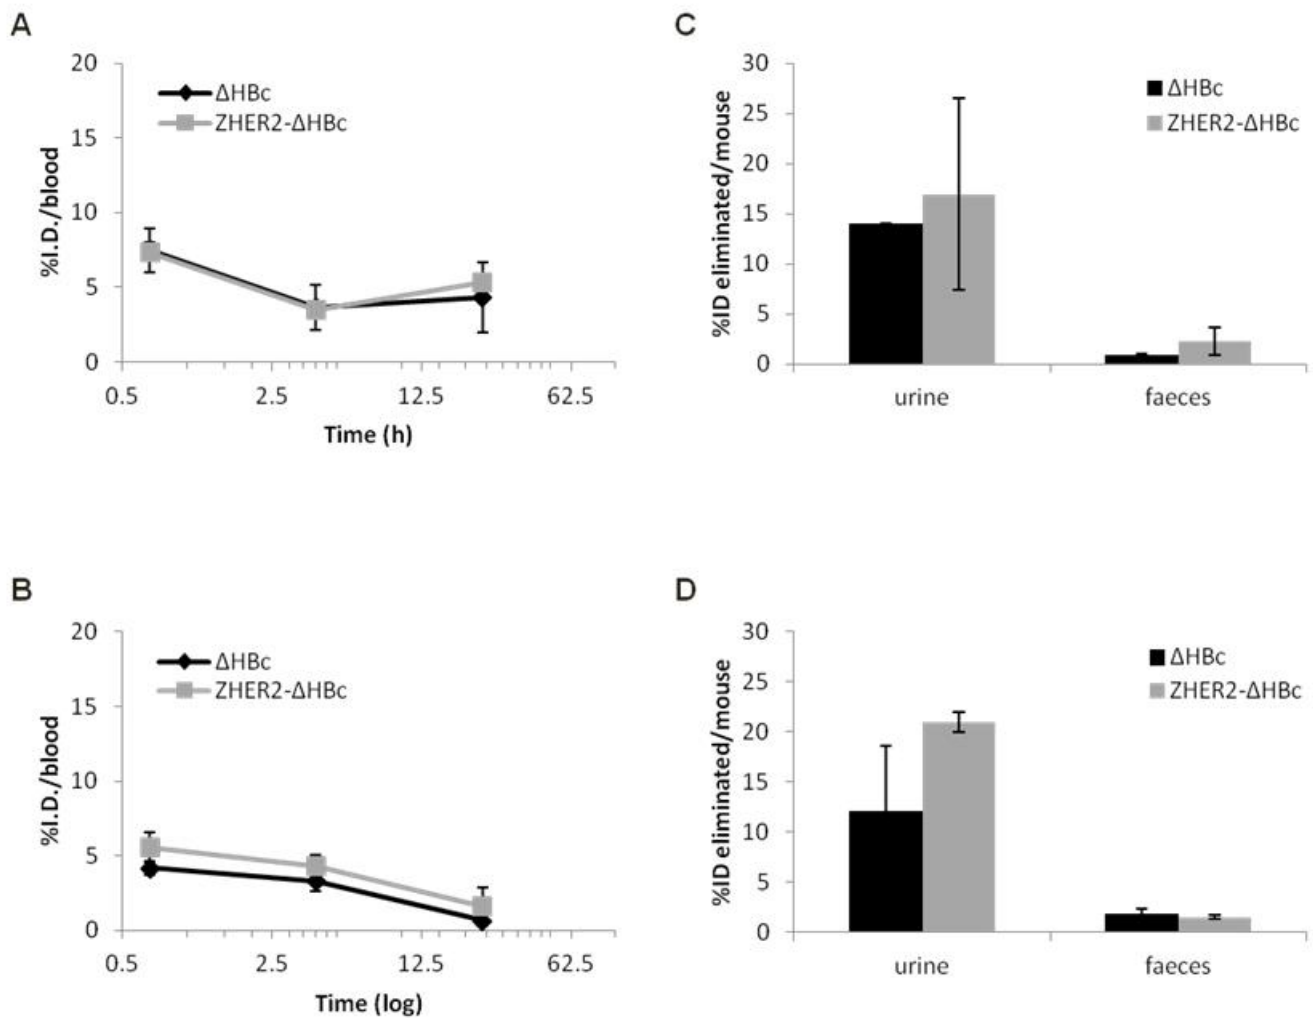 A
20
15
10
5
0
%I.D./blood
ΔHBc
ZHER2-ΔHBc
0.5 2.5 12.5 62.5
Time (h)
C
30
25
20
15
10
5
0
%ID eliminated/mouse
ΔHBc
ZHER2-ΔHBc
urine faeces
B
20
15
10
5
0
%I.D./blood
ΔHBc
ZHER2-ΔHBc
0.5 2.5 12.5 62.5
Time (log)
D
30
25
20
15
10
5
0
%ID eliminated/mouse
ΔHBc
ZHER2-ΔHBc
urine faeces